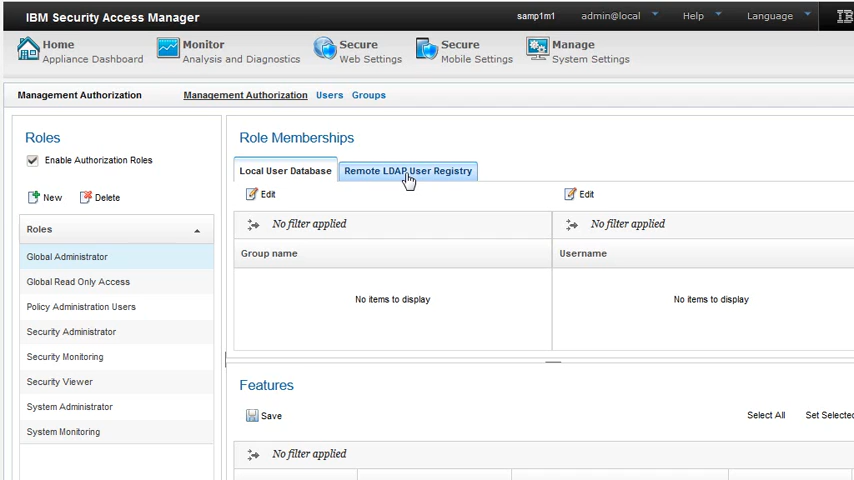 IBM Security Access Manager
samp1m1 admin@local Help Language
Home Monitor Secure Secure Manage
Appliance Dashboard Analysis and Diagnostics Web Settings Mobile Settings System Settings
Management Authorization Management Authorization Users Groups
Roles
Enable Authorization Roles
New Delete
Roles
Global Administrator
Global Read Only Access
Policy Administration Users
Security Administrator
Security Monitoring
Security Viewer
System Administrator
System Monitoring
Role Memberships
Local User Database Remote LDAP User Registry
Edit Edit
No filter applied No filter applied
Group name Username
No items to display No items to display
Features
Save Select All Set Selected
No filter applied